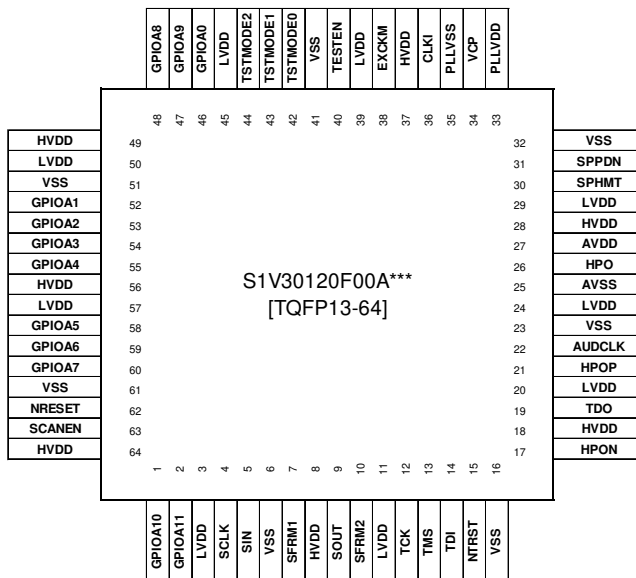 GPIOA8 GPIOA9 GPIOA0 LVDD TSTMODE2 TSTMODE1 TSTMODE0 VSS TESTEN LVDD EXCKM HVDD CLKI PLLVSS VCP PLLVDD
48 47 46 45 44 43 42 41 40 39 38 37 36 35 34 33
HVDD 49 32 VSS
LVDD 50 31 SPPDN
VSS 51 30 SPHMT
GPIOA1 52 29 LVDD
GPIOA2 53 28 HVDD
GPIOA3 54 27 AVDD
GPIOA4 55 26 HPO
HVDD 56 25 AVSS
S1V30120F00A***
LVDD 57 24 LVDD
[TQFP13-64]
GPIOA5 58 23 VSS
GPIOA6 59 22 AUDCLK
GPIOA7 60 21 HPOP
VSS 61 20 LVDD
NRESET 62 19 TDO
SCANEN 63 18 HVDD
HVDD 64 17 HPON
1 2 3 4 5 6 7 8 9 10 11 12 13 14 15 16
GPIOA10 GPIOA11 LVDD SCLK SIN VSS SFRM1 HVDD SOUT SFRM2 LVDD TCK TMS TDI NTRST VSS